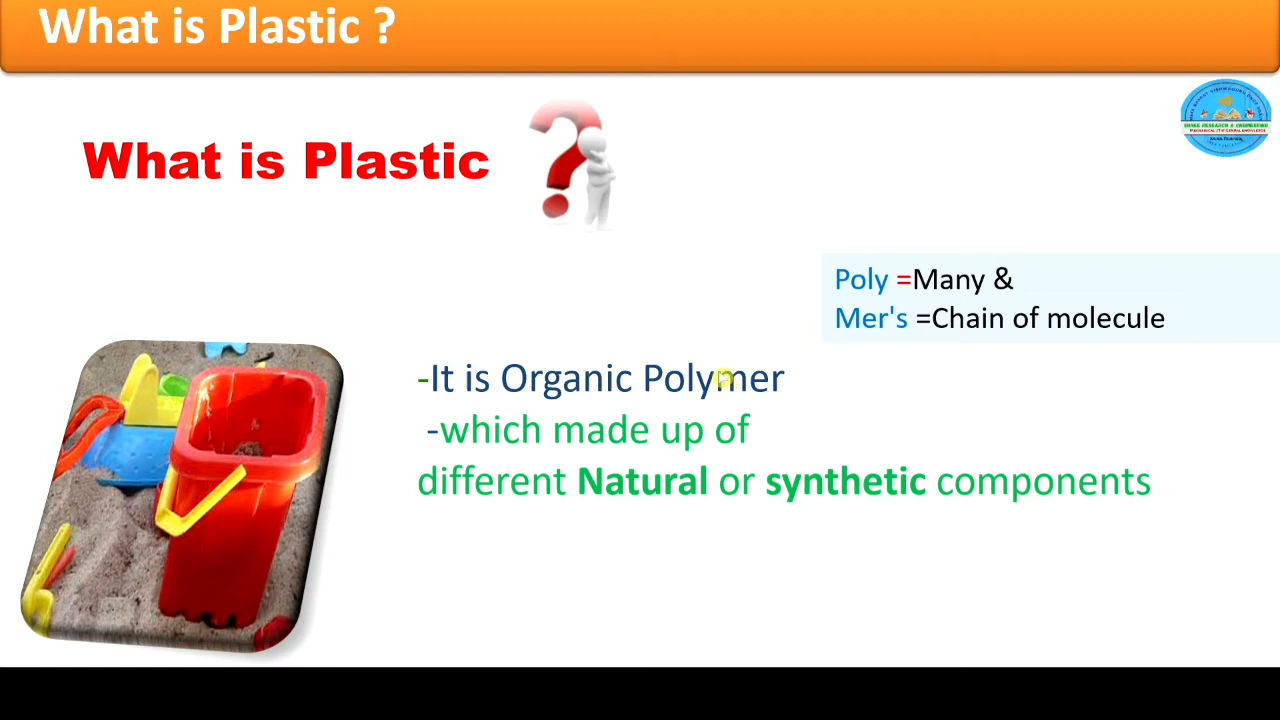 What is Plastic ?
What is Plastic
Poly =Many &
Mer's =Chain of molecule
-It is Organic Polymer
-which made up of
different Natural or synthetic components